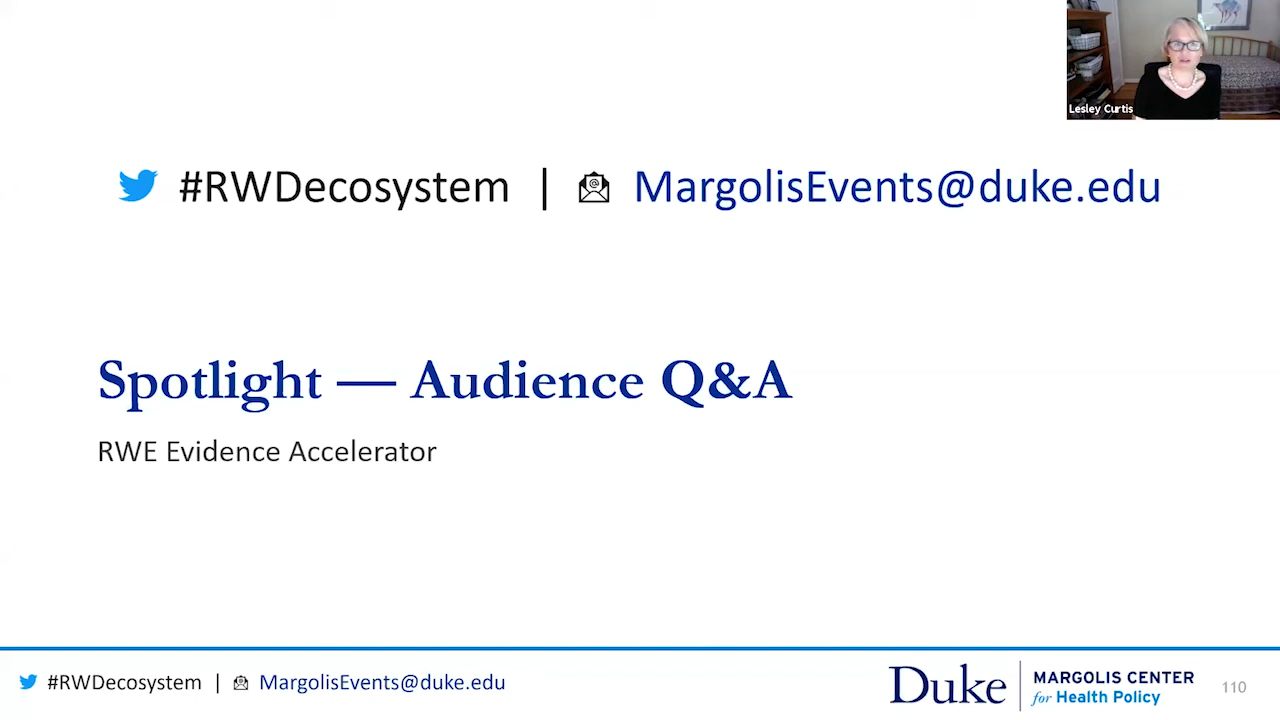 Lesley Curtis
#RWDecosystem | MargolisEvents@duke.edu
Spotlight — Audience Q&A
RWE Evidence Accelerator
#RWDecosystem | MargolisEvents@duke.edu
Duke
MARGOLIS CENTER
for Health Policy
110